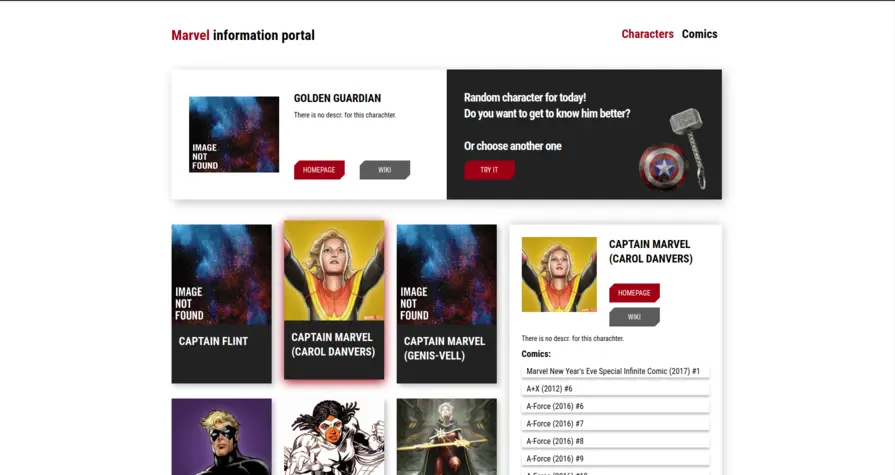 Marvel information portal
Characters Comics
GOLDEN GUARDIAN
There is no descr. for this charachter.
IMAGE
NOT
FOUND
HOMEPAGE
WIKI
Random character for today!
Do you want to get to know him better?
Or choose another one
TRY IT
IMAGE
NOT
FOUND
CAPTAIN FLINT
CAPTAIN MARVEL
(CAROL DANVERS)
IMAGE
NOT
FOUND
CAPTAIN MARVEL
(GENIS-VELL)
CAPTAIN MARVEL
(CAROL DANVERS)
HOMEPAGE
WIKI
There is no descr. for this charachter.
Comics:
Marvel New Year's Eve Special Infinite Comic (2017) #1
A+X (2012) #6
A-Force (2016) #6
A-Force (2016) #7
A-Force (2016) #8
A-Force (2016) #9